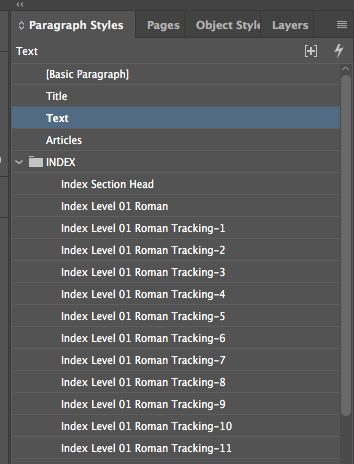 Paragraph Styles Pages Object Style Layers
Text
[Basic Paragraph]
Title
Text
Articles
INDEX
Index Section Head
Index Level 01 Roman
Index Level 01 Roman Tracking-1
Index Level 01 Roman Tracking-2
Index Level 01 Roman Tracking-3
Index Level 01 Roman Tracking-4
Index Level 01 Roman Tracking-5
Index Level 01 Roman Tracking-6
Index Level 01 Roman Tracking-7
Index Level 01 Roman Tracking-8
Index Level 01 Roman Tracking-9
Index Level 01 Roman Tracking-10
Index Level 01 Roman Tracking-11